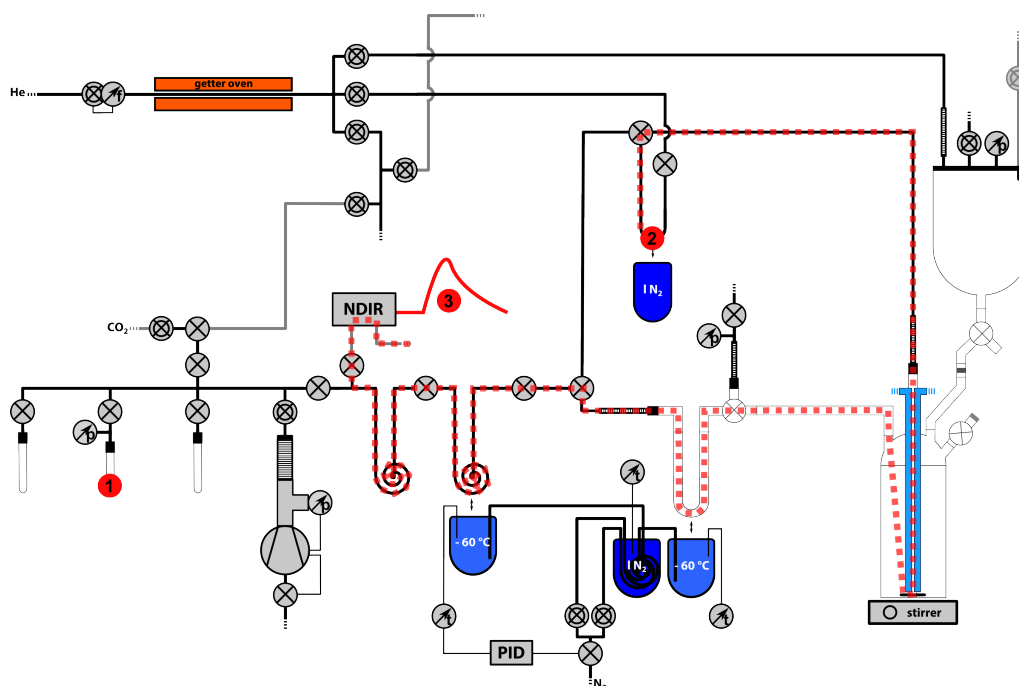 getter oven
He
f
p
2
l N₂
3
NDIR
CO₂
p
p
1
t
p
- 60 °C
l N₂
- 60 °C
t
t
stirrer
PID
N₂